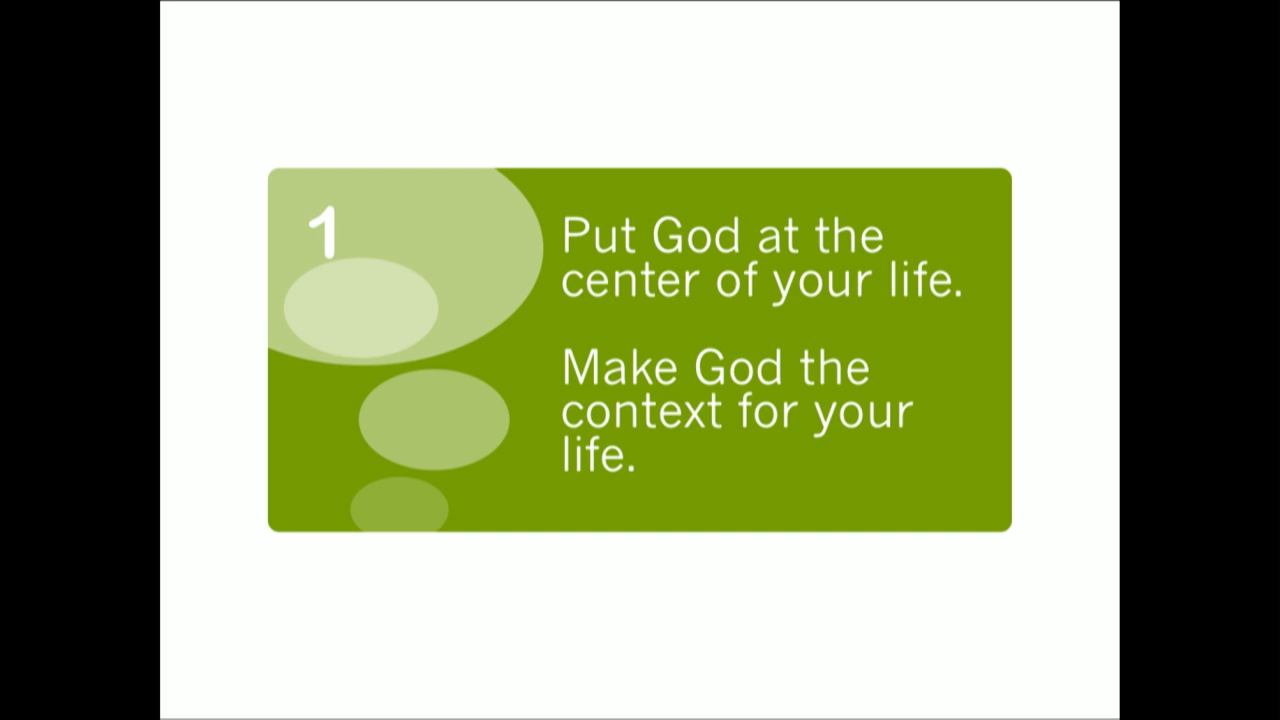 1
Put God at the
center of your life.
Make God the
context for your
life.